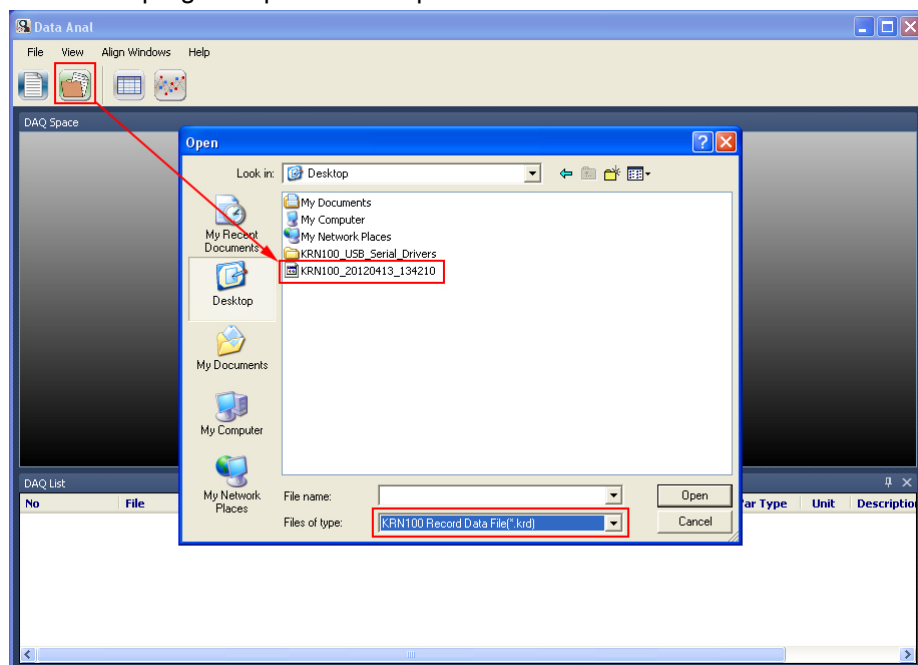 Data Anal
File View Align Windows Help
DAQ Space
Open
Look in: Desktop
My Documents
My Computer
My Network Places
KRN100_USB_Serial_Drivers
KRN100_20120413_134210
My Recent
Documents
Desktop
My Documents
My Computer
My Network
Places
File name:
Open
Files of type: KRN100 Record Data File(*.krd)
Cancel
DAQ List
No File ar Type Unit Descriptio